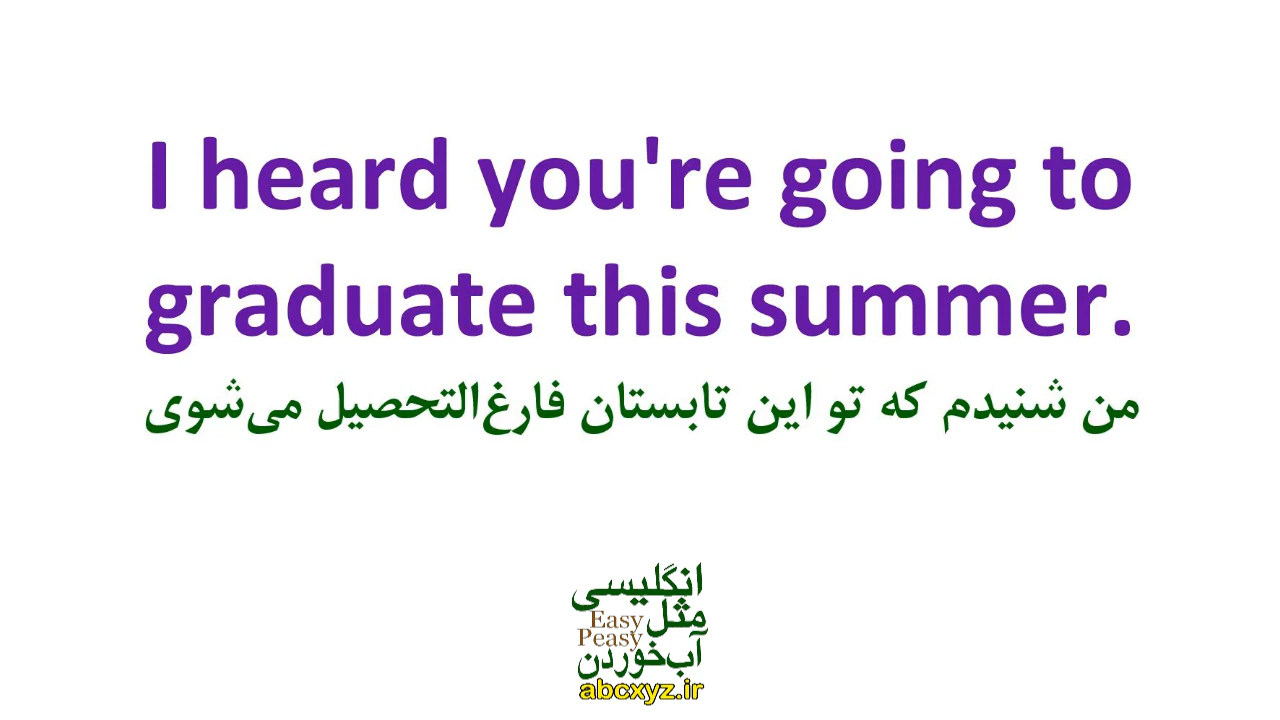 I heard you're going to
graduate this summer.
من شنیدم که تو این تابستان فارغ‌التحصیل می‌شوی
انگلیسی
مثل
Easy
Peasy
آب‌خوردن
abcxyz.ir